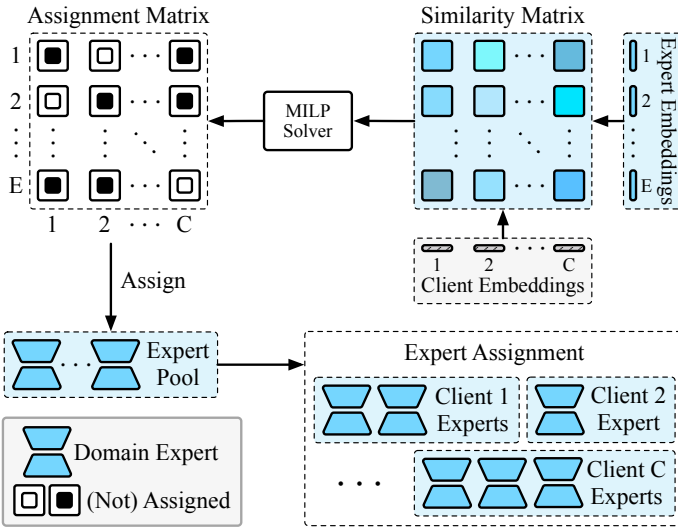 Assignment Matrix
Similarity Matrix
1
2
E
1 2 ··· C
MILP
Solver
Expert Embeddings
1
2
E
1 2 C
Client Embeddings
Assign
Expert
Pool
Expert Assignment
Client 1
Experts
Client 2
Expert
Client C
Experts
Domain Expert
(Not) Assigned